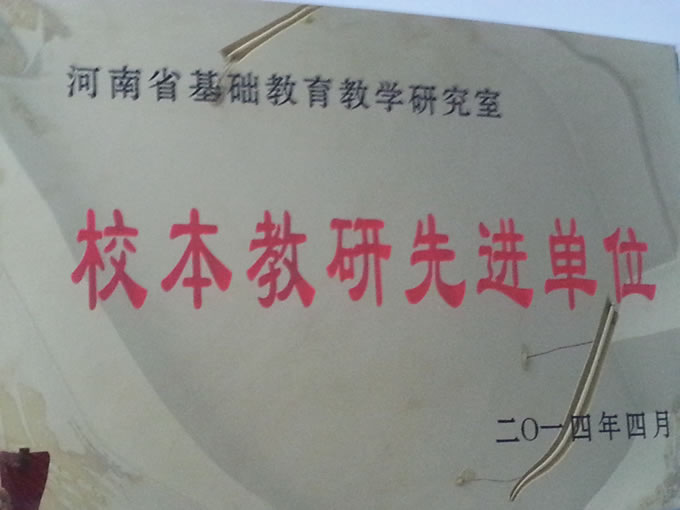 河南省基础教育教学研究室
校本教研先进单位
二〇一四年四月